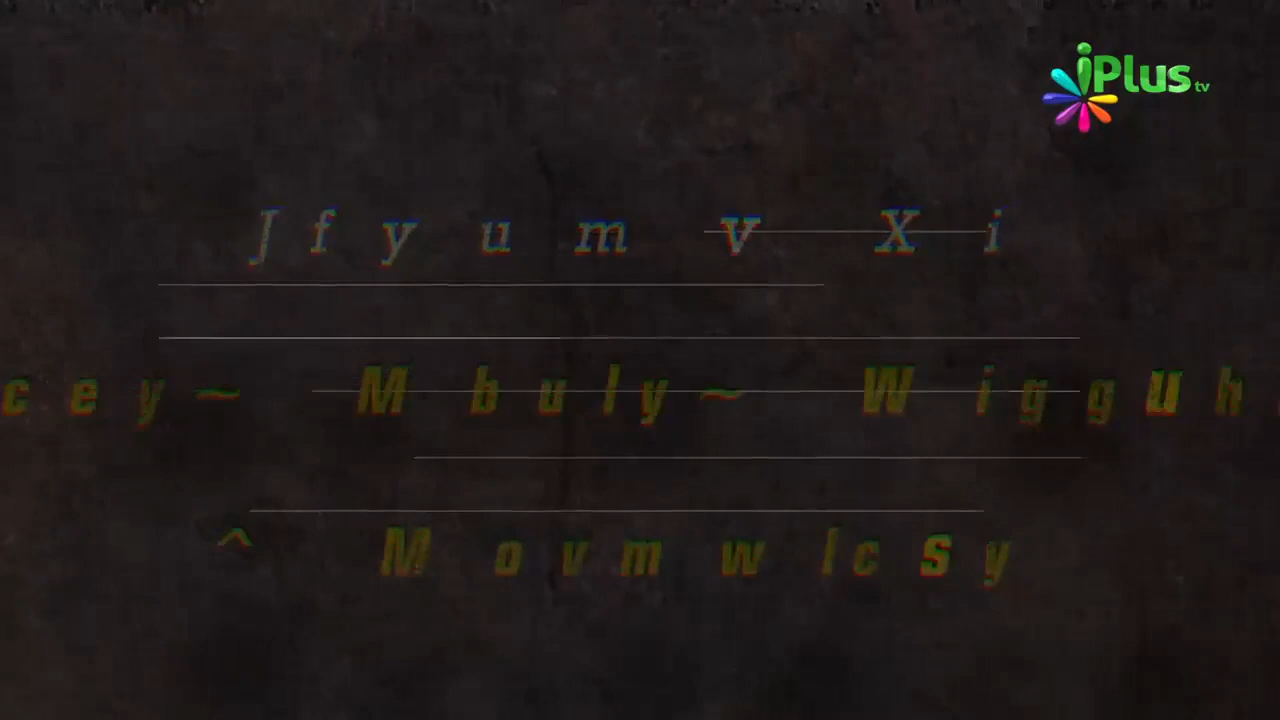 iPlus tv
J f y u m v X i
c e y ~ M b u l y ~ W i g g u h
^ M o v m w l c s y